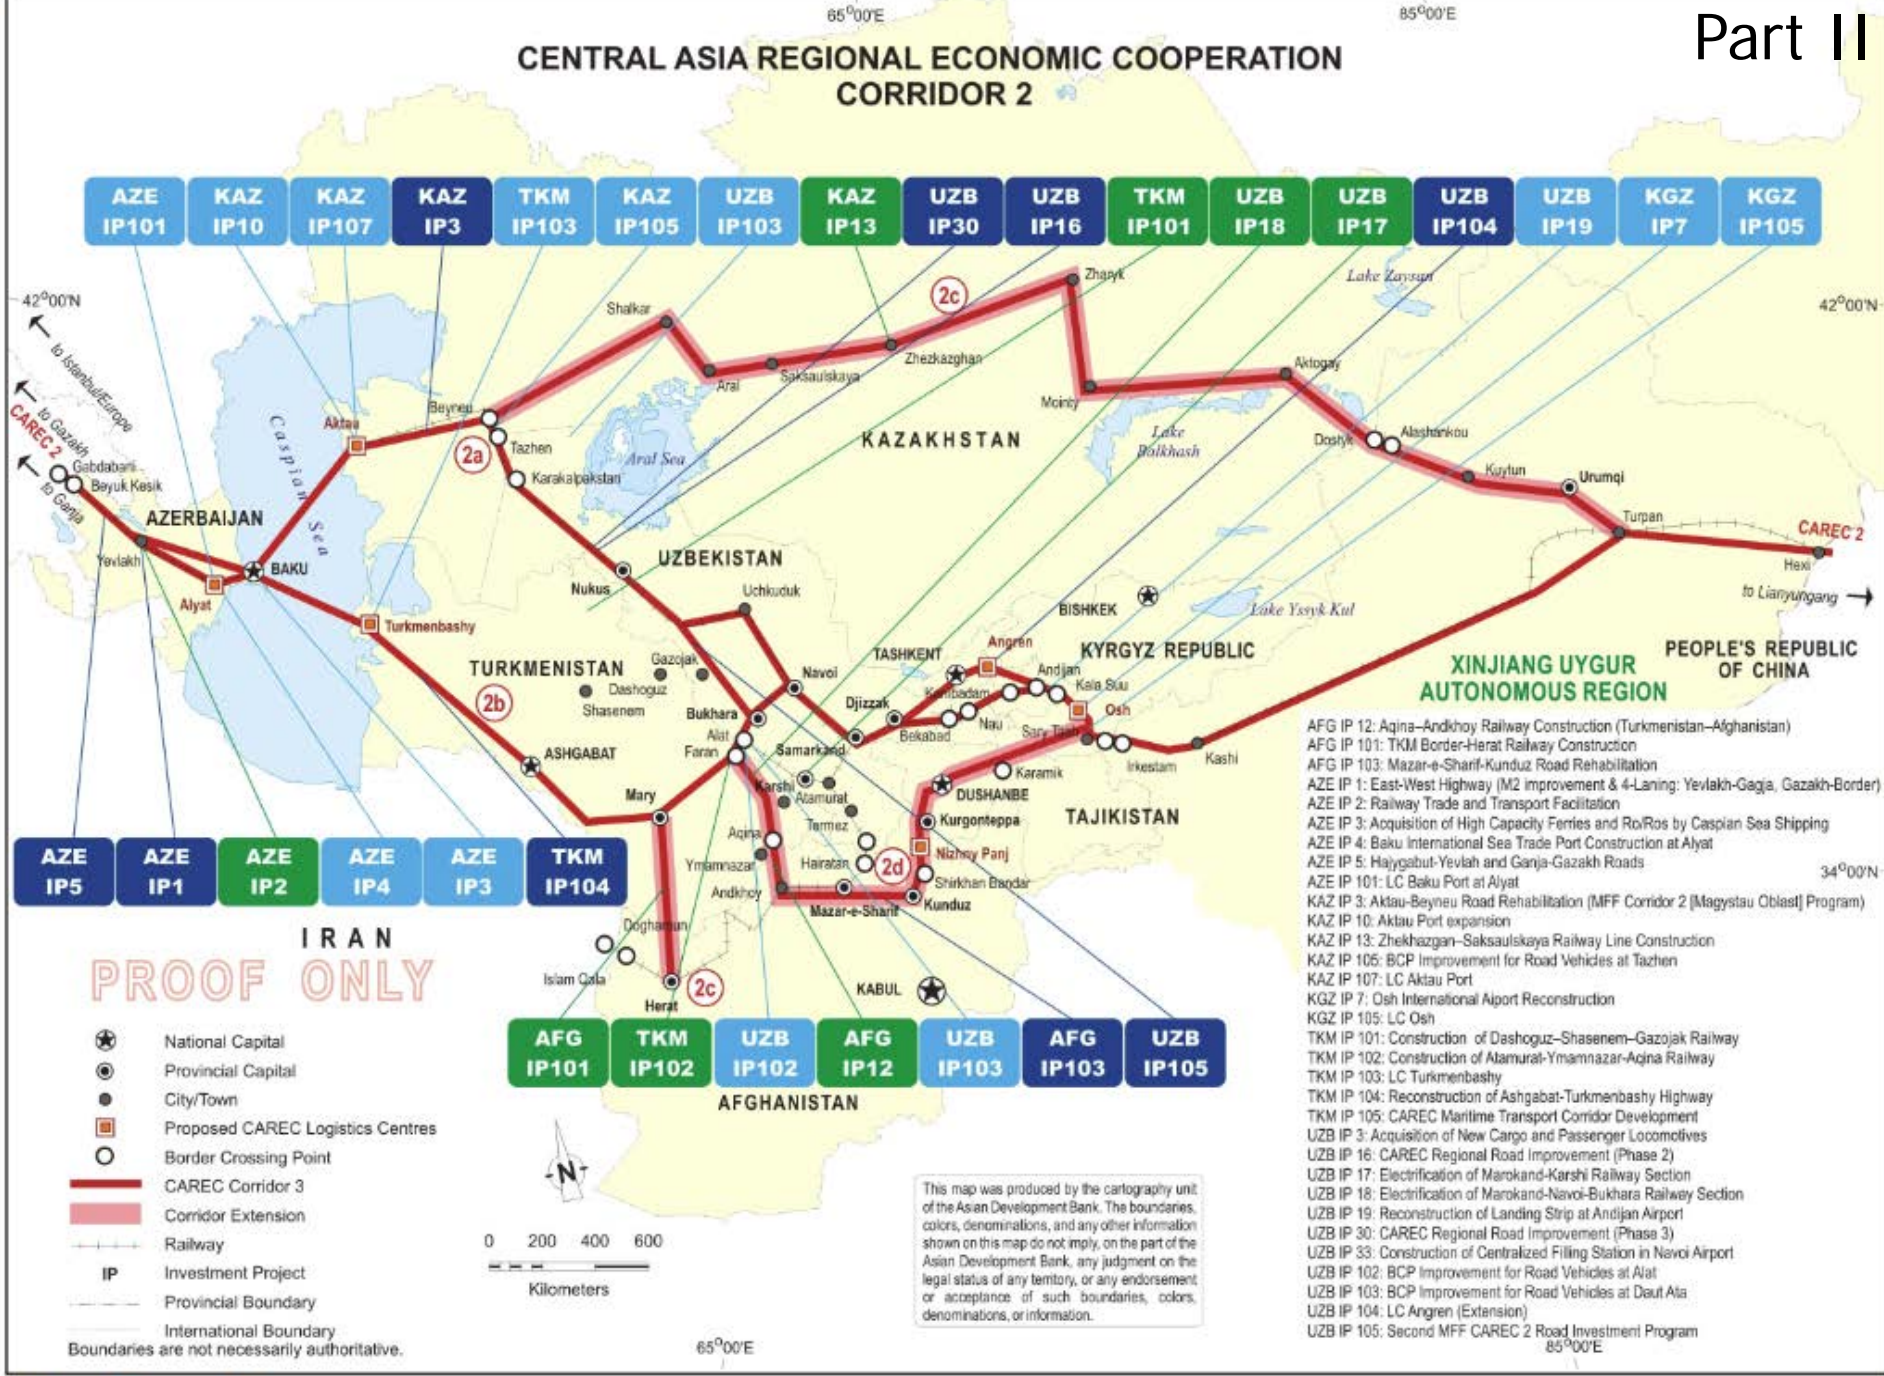 Part II
65°00'E
85°00'E
CENTRAL ASIA REGIONAL ECONOMIC COOPERATION
CORRIDOR 2
AZE IP101
KAZ IP10
KAZ IP107
KAZ IP3
TKM IP103
KAZ IP105
UZB IP103
KAZ IP13
UZB IP30
UZB IP16
TKM IP101
UZB IP18
UZB IP17
UZB IP104
UZB IP19
KGZ IP7
KGZ IP105
42°00'N
42°00'N
to Istanbul/Europe
to Gazakh
CAREC 2
to Ganja
Gabdabani
Beyuk Kesik
AZERBAIJAN
Yevlakh
Alyat
BAKU
Caspian Sea
Aktau
Beyneu
2a
Tazhen
Karakalpakstan
Shalkar
Aral
Saksaulskaya
Zhezkazghan
2c
Zharyk
Mointy
Aktogay
Dostyk
Alashankou
Kuytun
Urumqi
Turpan
CAREC 2
Hexi
to Lianyungang
Lake Zaysan
Lake Balkhash
Aral Sea
KAZAKHSTAN
UZBEKISTAN
Nukus
Uchkuduk
Turkmenbashy
TURKMENISTAN
Gazojak
Dashoguz
Shasenem
2b
ASHGABAT
Mary
Bukhara
Alat
Faran
Navoi
Samarkand
Djizzak
Bekabad
Nau
TASHKENT
Angren
Andijan
Kala Suu
Osh
Sary Tash
BISHKEK
KYRGYZ REPUBLIC
Lake Yssyk Kul
Irkestam
Kashi
Karamik
DUSHANBE
TAJIKISTAN
Kurgonteppa
Nizhny Panj
Shirkhan Bandar
Kunduz
2d
Karshi
Atamurat
Termez
Aqina
Ymamnazar
Hairatan
Andkhoy
Mazar-e-Sharif
Doghamun
Islam Qala
Herat
2c
KABUL
AFGHANISTAN
IRAN
XINJIANG UYGUR
AUTONOMOUS REGION
PEOPLE'S REPUBLIC
OF CHINA
34°00'N
AZE IP5
AZE IP1
AZE IP2
AZE IP4
AZE IP3
TKM IP104
AFG IP101
TKM IP102
UZB IP102
AFG IP12
UZB IP103
AFG IP103
UZB IP105
PROOF ONLY
National Capital
Provincial Capital
City/Town
Proposed CAREC Logistics Centres
Border Crossing Point
CAREC Corridor 3
Corridor Extension
Railway
IP Investment Project
Provincial Boundary
International Boundary
Boundaries are not necessarily authoritative.
N
0 200 400 600
Kilometers
65°00'E
85°00'E
This map was produced by the cartography unit
of the Asian Development Bank. The boundaries,
colors, denominations, and any other information
shown on this map do not imply, on the part of the
Asian Development Bank, any judgment on the
legal status of any territory, or any endorsement
or acceptance of such boundaries, colors,
denominations, or information.
AFG IP 12: Aqina–Andkhoy Railway Construction (Turkmenistan–Afghanistan)
AFG IP 101: TKM Border-Herat Railway Construction
AFG IP 103: Mazar-e-Sharif-Kunduz Road Rehabilitation
AZE IP 1: East-West Highway (M2 improvement & 4-Laning: Yevlakh-Gagja, Gazakh-Border)
AZE IP 2: Railway Trade and Transport Facilitation
AZE IP 3: Acquisition of High Capacity Ferries and Ro/Ros by Caspian Sea Shipping
AZE IP 4: Baku International Sea Trade Port Construction at Alyat
AZE IP 5: Hajygabut-Yevlah and Ganja-Gazakh Roads
AZE IP 101: LC Baku Port at Alyat
KAZ IP 3: Aktau-Beyneu Road Rehabilitation (MFF Corridor 2 [Magystau Oblast] Program)
KAZ IP 10: Aktau Port expansion
KAZ IP 13: Zhekhazgan–Saksaulskaya Railway Line Construction
KAZ IP 105: BCP Improvement for Road Vehicles at Tazhen
KAZ IP 107: LC Aktau Port
KGZ IP 7: Osh International Aiport Reconstruction
KGZ IP 105: LC Osh
TKM IP 101: Construction of Dashoguz–Shasenem–Gazojak Railway
TKM IP 102: Construction of Atamurat-Ymamnazar-Aqina Railway
TKM IP 103: LC Turkmenbashy
TKM IP 104: Reconstruction of Ashgabat-Turkmenbashy Highway
TKM IP 105: CAREC Maritime Transport Corridor Development
UZB IP 3: Acquisition of New Cargo and Passenger Locomotives
UZB IP 16: CAREC Regional Road Improvement (Phase 2)
UZB IP 17: Electrification of Marokand-Karshi Railway Section
UZB IP 18: Electrification of Marokand-Navoi-Bukhara Railway Section
UZB IP 19: Reconstruction of Landing Strip at Andijan Airport
UZB IP 30: CAREC Regional Road Improvement (Phase 3)
UZB IP 33: Construction of Centralized Filling Station in Navoi Airport
UZB IP 102: BCP Improvement for Road Vehicles at Alat
UZB IP 103: BCP Improvement for Road Vehicles at Daut Ata
UZB IP 104: LC Angren (Extension)
UZB IP 105: Second MFF CAREC 2 Road Investment Program